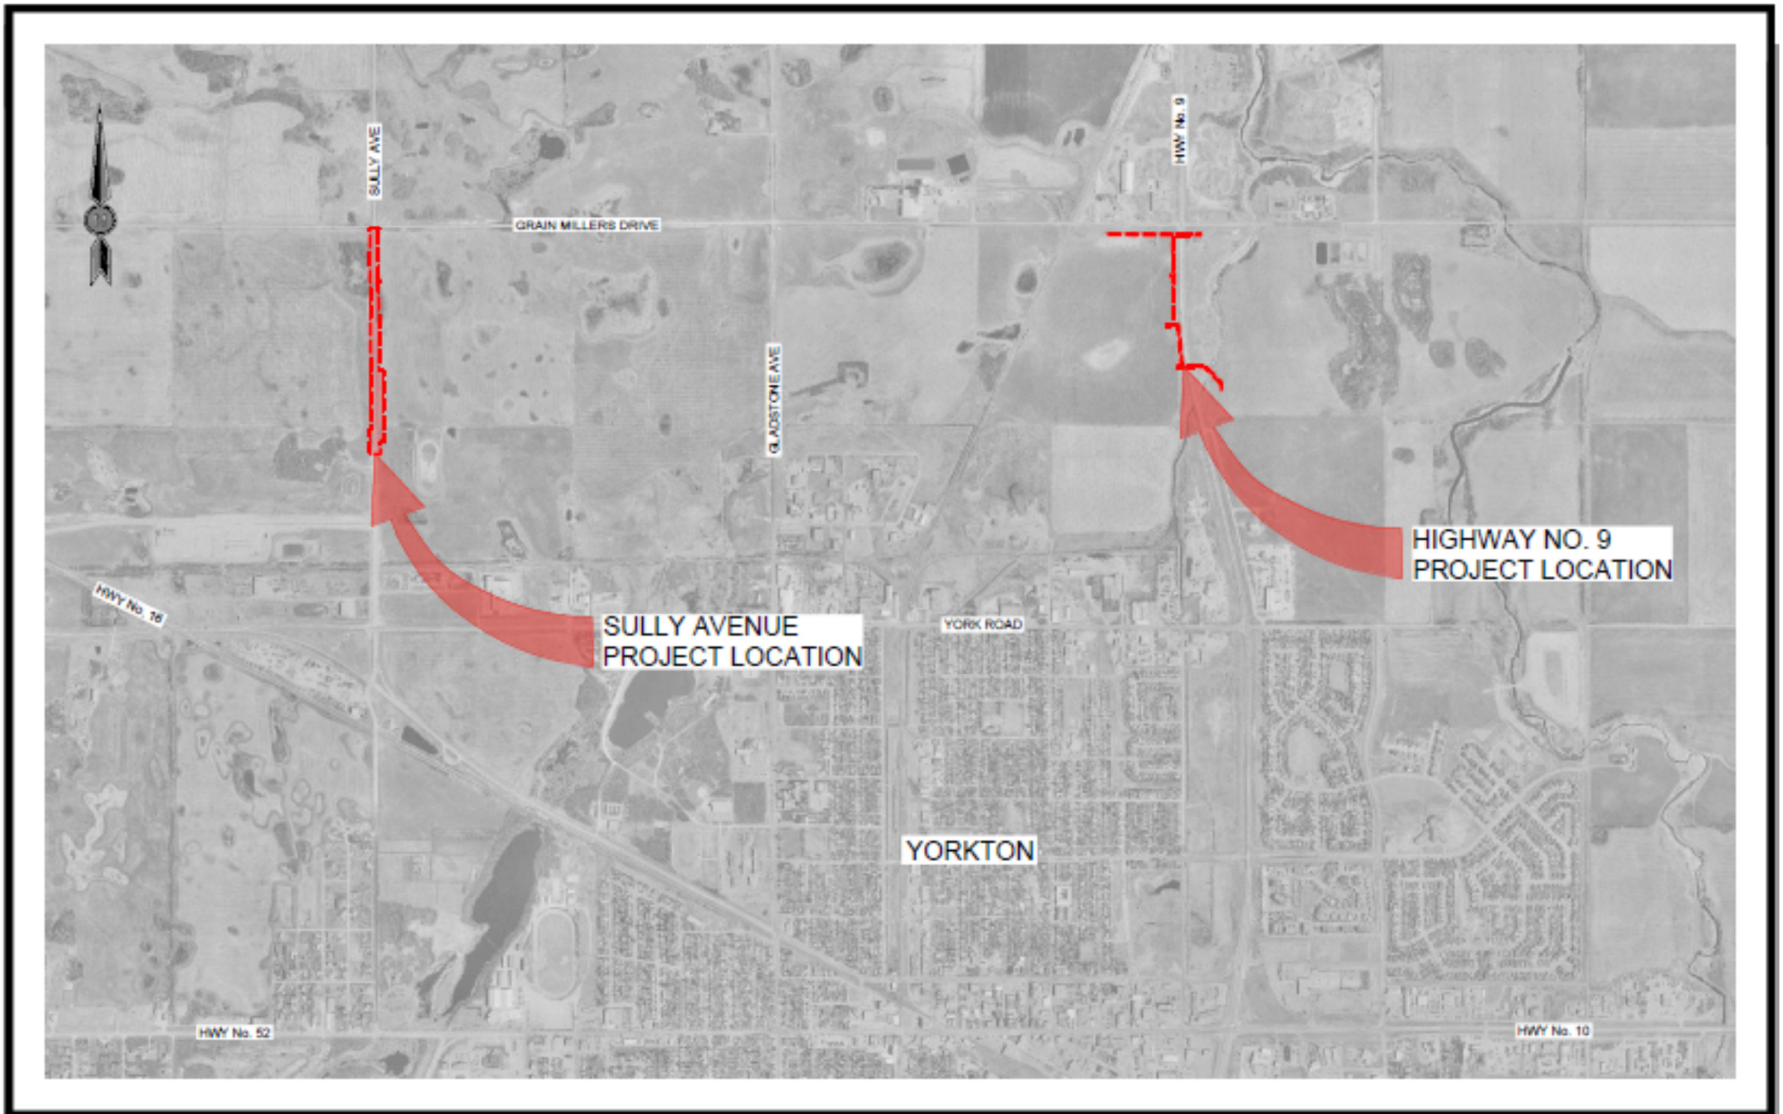 SULLY AVE
HWY No. 9
GRAIN MILLERS DRIVE
GLADSTONE AVE
HIGHWAY NO. 9
PROJECT LOCATION
HWY No. 16
SULLY AVENUE
PROJECT LOCATION
YORK ROAD
YORKTON
HWY No. 52
HWY No. 10